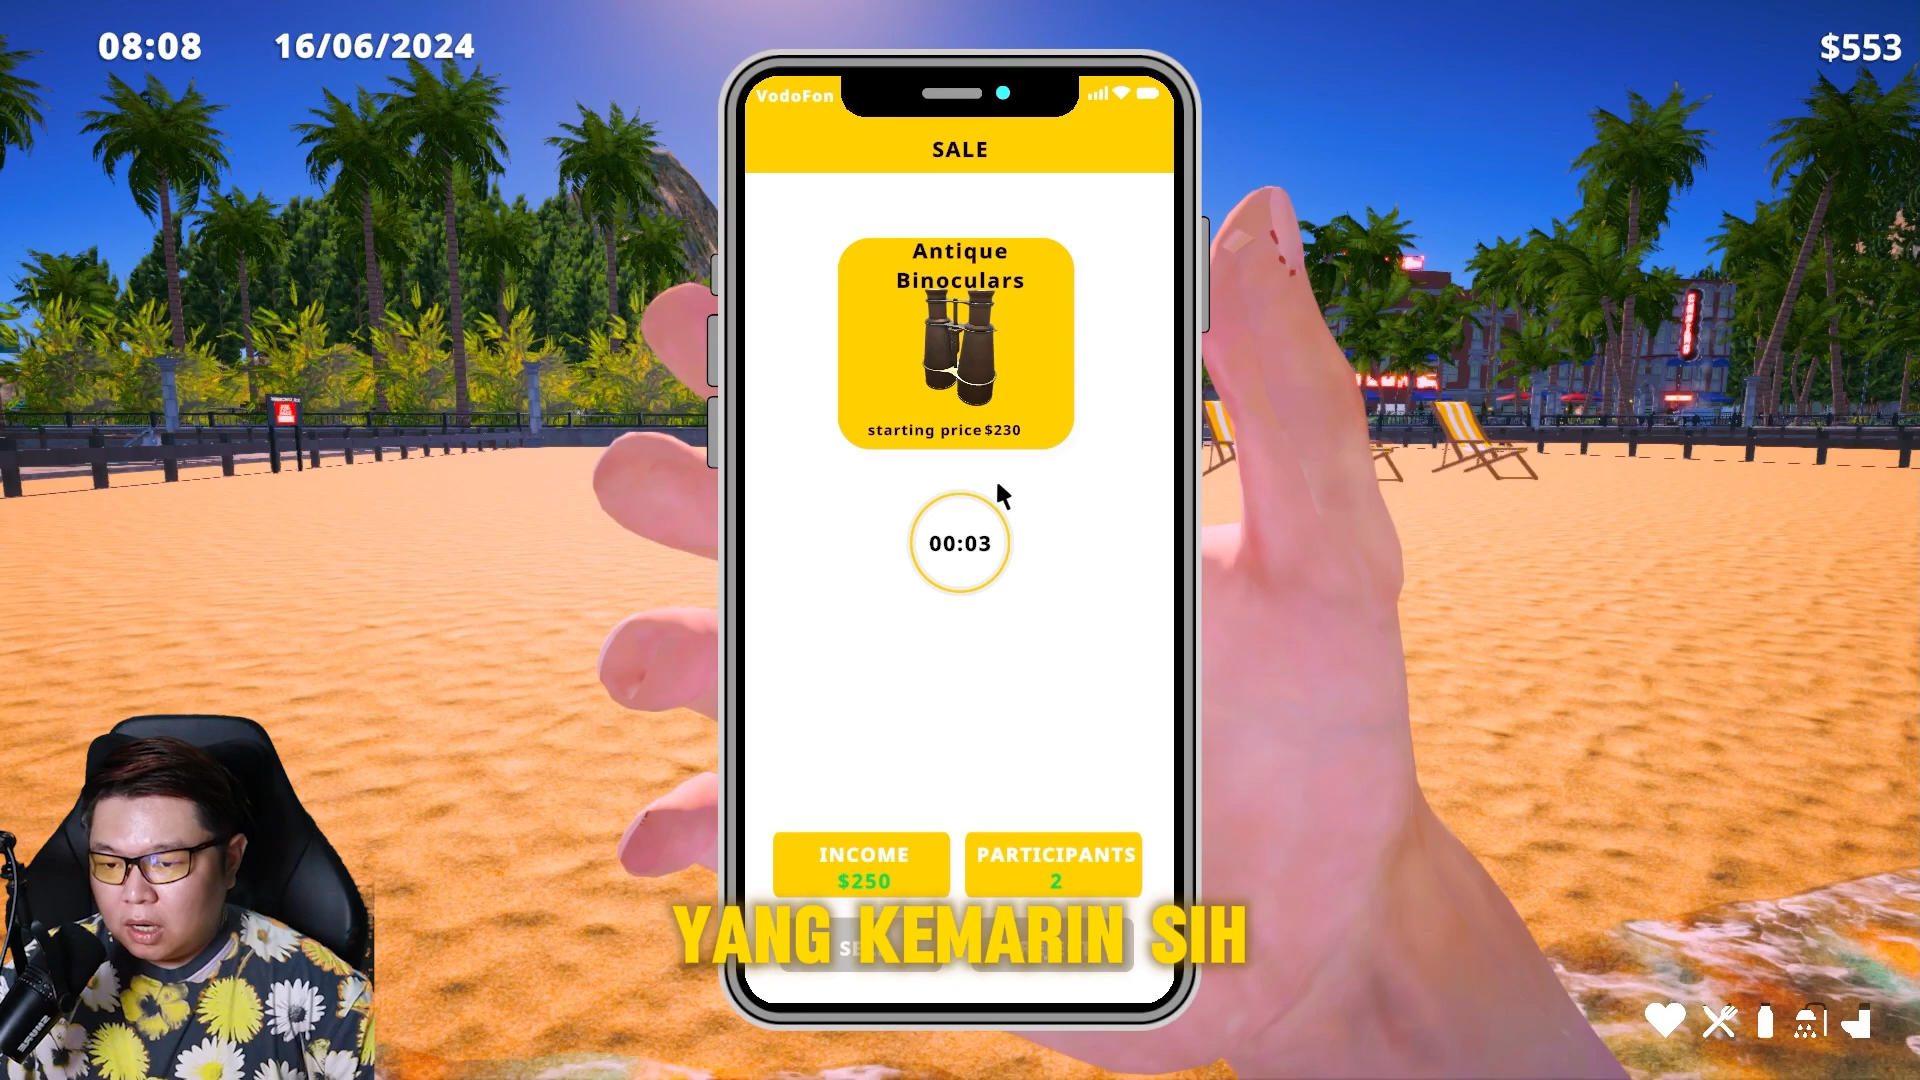 08:08
16/06/2024
$553
VodoFon
SALE
Antique
Binoculars
starting price $230
00:03
INCOME
$250
PARTICIPANTS
2
YANG KEMARIN SIH